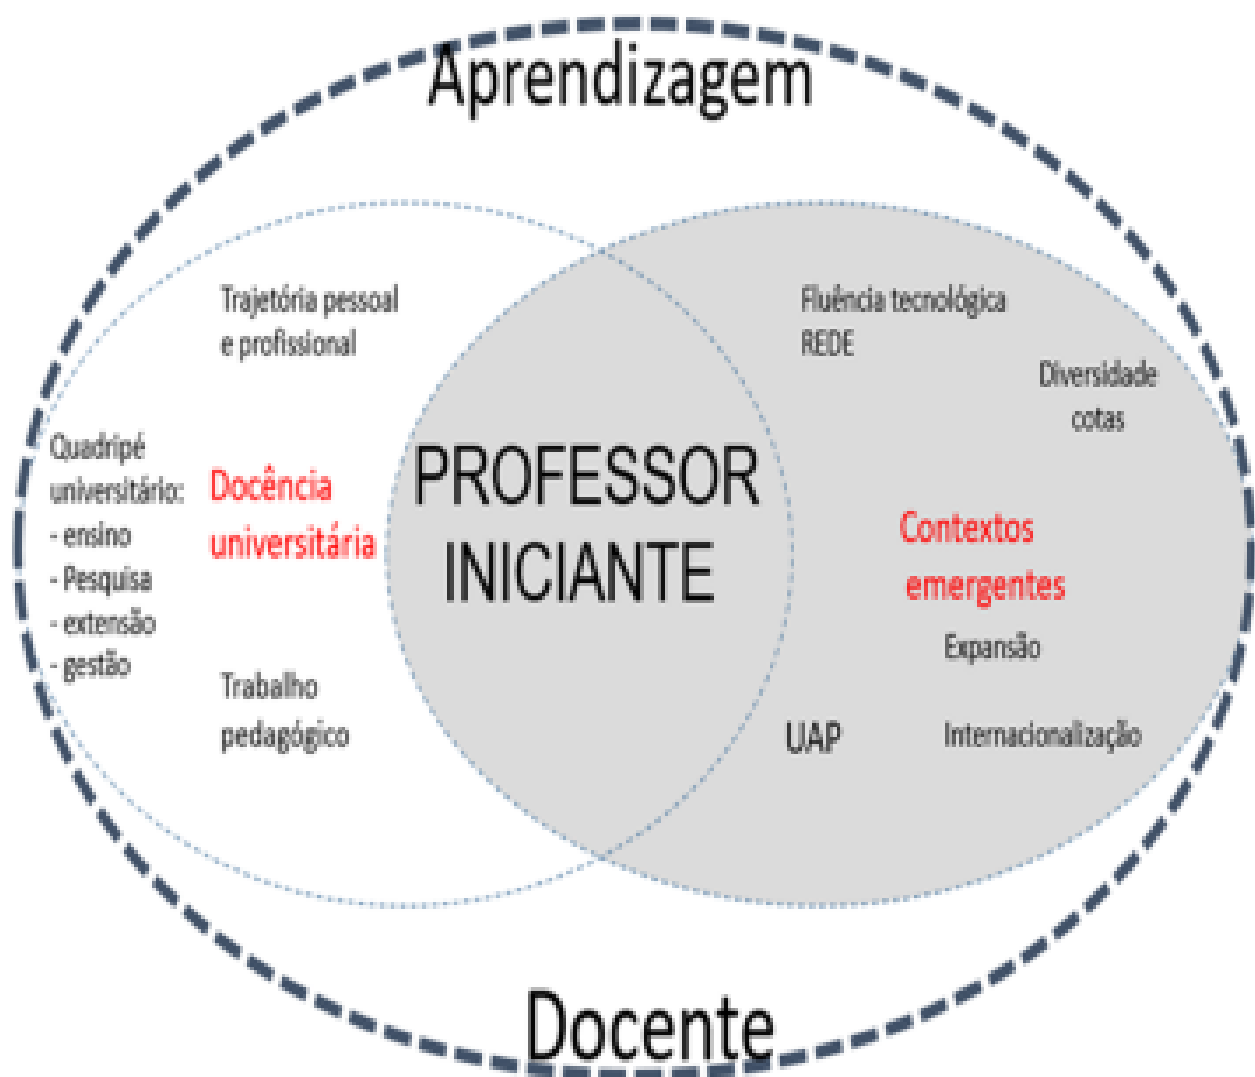 Aprendizagem
Trajetória pessoal
e profissional
Quadripé
universitário:
- ensino
- Pesquisa
- extensão
- gestão
Docência
universitária
Trabalho
pedagógico
PROFESSOR
INICIANTE
Fluência tecnológica
REDE
Diversidade
cotas
Contextos
emergentes
Expansão
UAP
Internacionalização
Docente